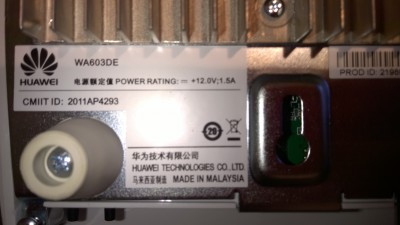 HUAWEI
WA603DE
电源额定值 POWER RATING: ⎓ +12.0V; 1.5A
CMIIT ID: 2011AP4293
20
华为技术有限公司
HUAWEI TECHNOLOGIES CO., LTD.
马来西亚制造 MADE IN MALAYSIA
PROD ID: 2198